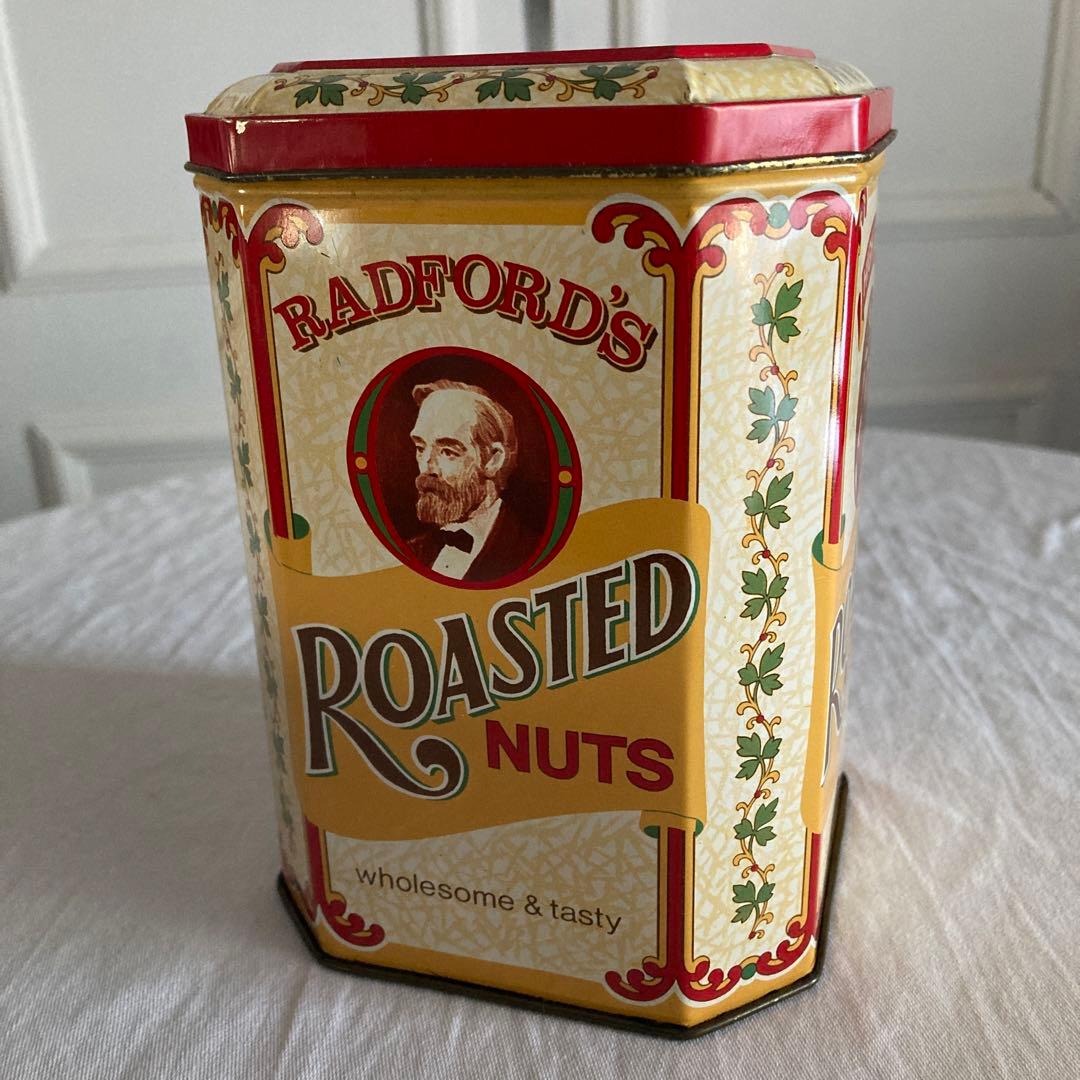 RADFORD'S
ROASTED
NUTS
wholesome & tasty